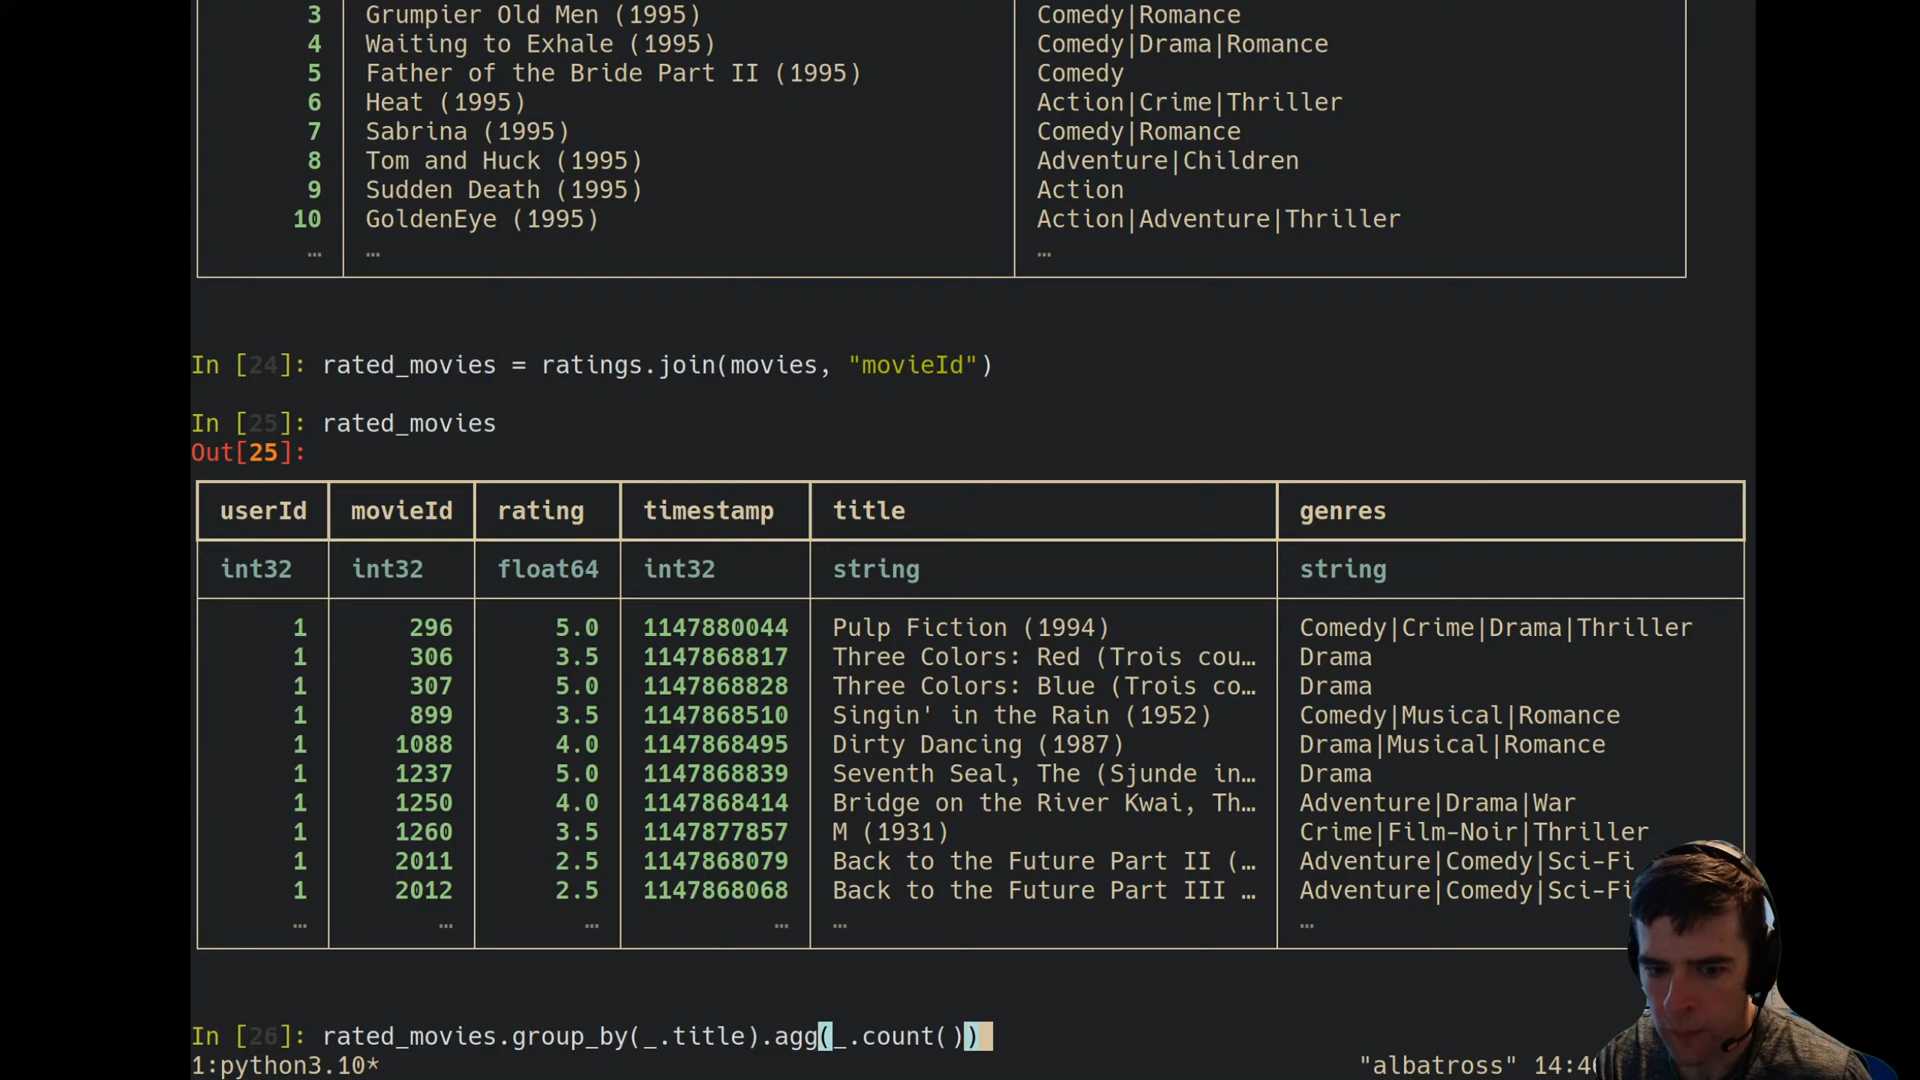 3 Grumpier Old Men (1995) Comedy|Romance
4 Waiting to Exhale (1995) Comedy|Drama|Romance
5 Father of the Bride Part II (1995) Comedy
6 Heat (1995) Action|Crime|Thriller
7 Sabrina (1995) Comedy|Romance
8 Tom and Huck (1995) Adventure|Children
9 Sudden Death (1995) Action
10 GoldenEye (1995) Action|Adventure|Thriller
… … …
In [24]: rated_movies = ratings.join(movies, "movieId")
In [25]: rated_movies
Out[25]:
userId movieId rating timestamp title genres
int32 int32 float64 int32 string string
1 296 5.0 1147880044 Pulp Fiction (1994) Comedy|Crime|Drama|Thriller
1 306 3.5 1147868817 Three Colors: Red (Trois cou… Drama
1 307 5.0 1147868828 Three Colors: Blue (Trois co… Drama
1 899 3.5 1147868510 Singin' in the Rain (1952) Comedy|Musical|Romance
1 1088 4.0 1147868495 Dirty Dancing (1987) Drama|Musical|Romance
1 1237 5.0 1147868839 Seventh Seal, The (Sjunde in… Drama
1 1250 4.0 1147868414 Bridge on the River Kwai, Th… Adventure|Drama|War
1 1260 3.5 1147877857 M (1931) Crime|Film-Noir|Thriller
1 2011 2.5 1147868079 Back to the Future Part II (… Adventure|Comedy|Sci-Fi
1 2012 2.5 1147868068 Back to the Future Part III … Adventure|Comedy|Sci-Fi
… … … … … …
In [26]: rated_movies.group_by(_.title).agg(_.count())
1:python3.10* "albatross"